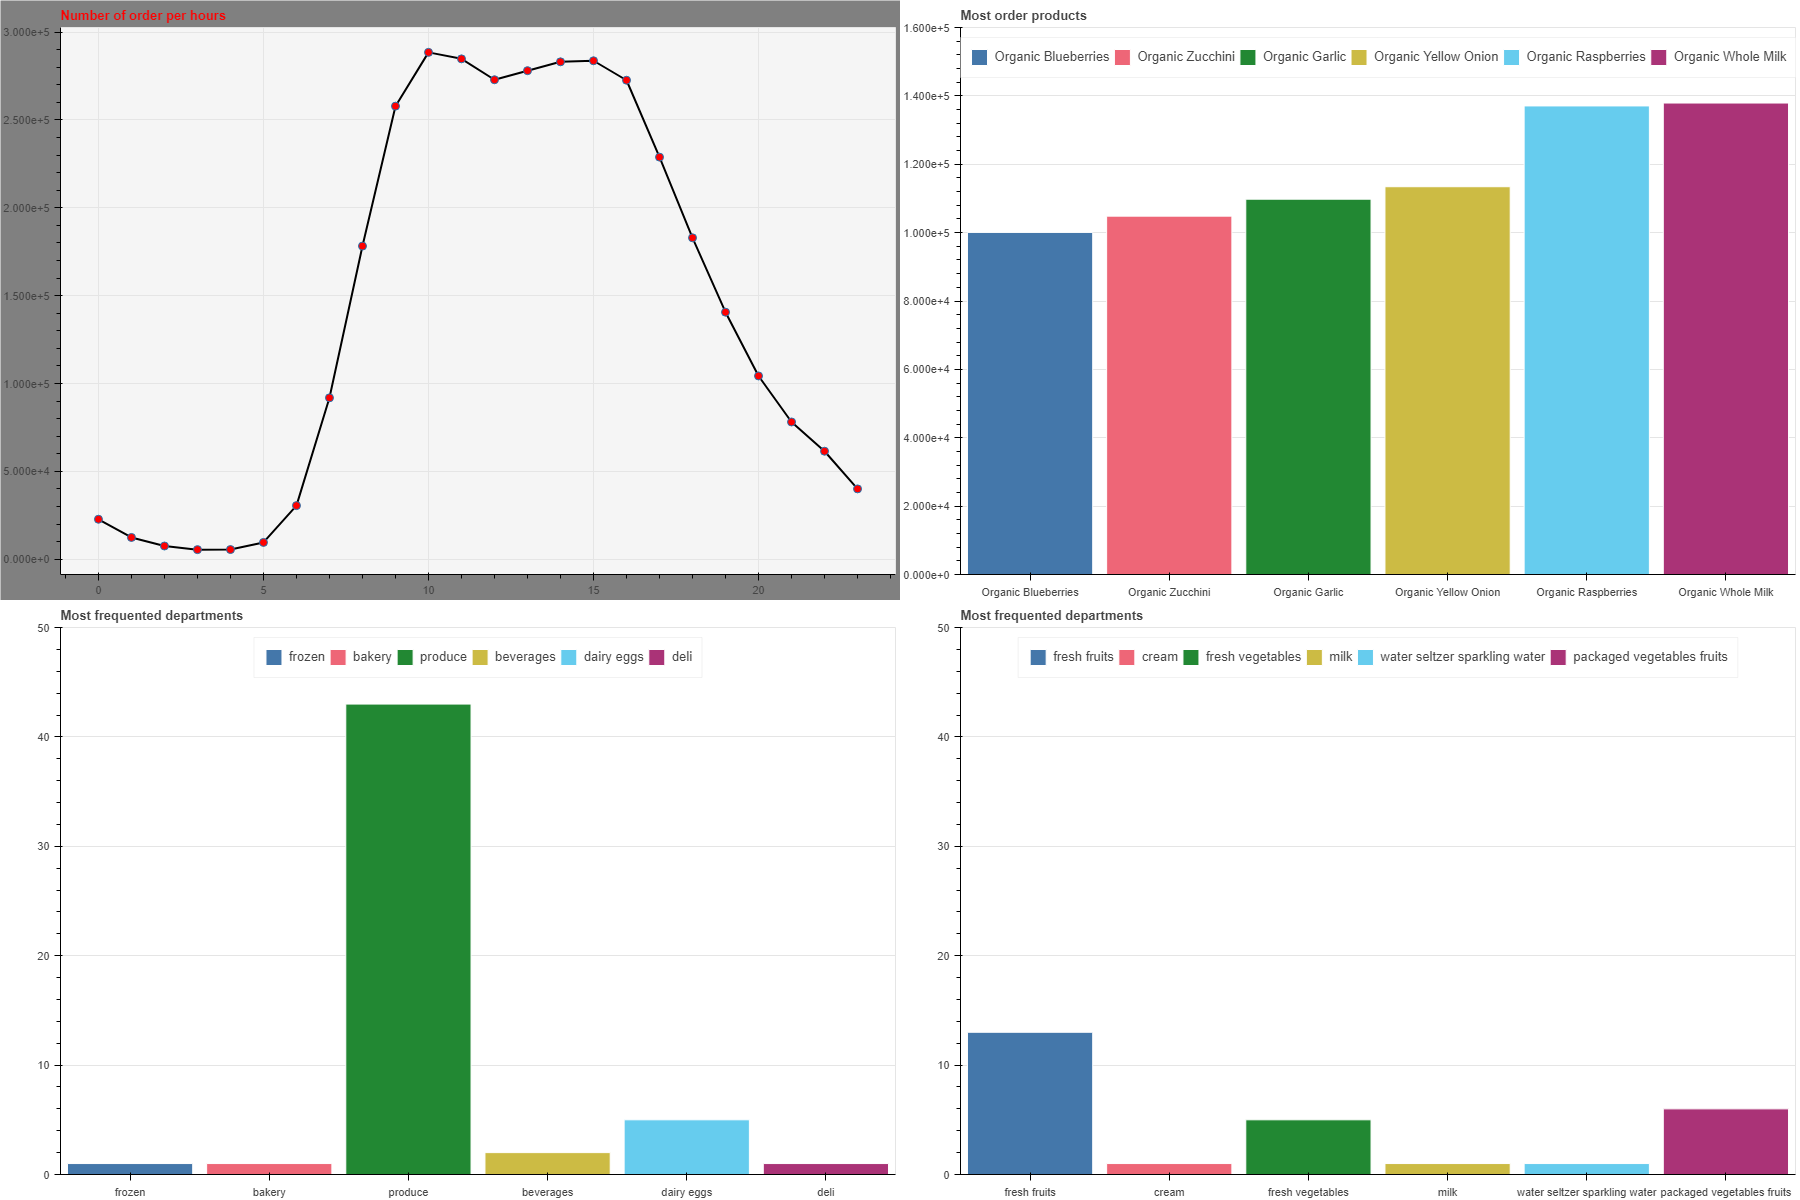 Number of order per hours
3.000e+5
2.500e+5
2.000e+5
1.500e+5
1.000e+5
5.000e+4
0.000e+0
0 5 10 15 20
Most order products
1.600e+5
Organic Blueberries Organic Zucchini Organic Garlic Organic Yellow Onion Organic Raspberries Organic Whole Milk
1.400e+5
1.200e+5
1.000e+5
8.000e+4
6.000e+4
4.000e+4
2.000e+4
0.000e+0
Organic Blueberries Organic Zucchini Organic Garlic Organic Yellow Onion Organic Raspberries Organic Whole Milk
Most frequented departments
50
frozen bakery produce beverages dairy eggs deli
40
30
20
10
0
frozen bakery produce beverages dairy eggs deli
Most frequented departments
50
fresh fruits cream fresh vegetables milk water seltzer sparkling water packaged vegetables fruits
40
30
20
10
0
fresh fruits cream fresh vegetables milk water seltzer sparkling water packaged vegetables fruits